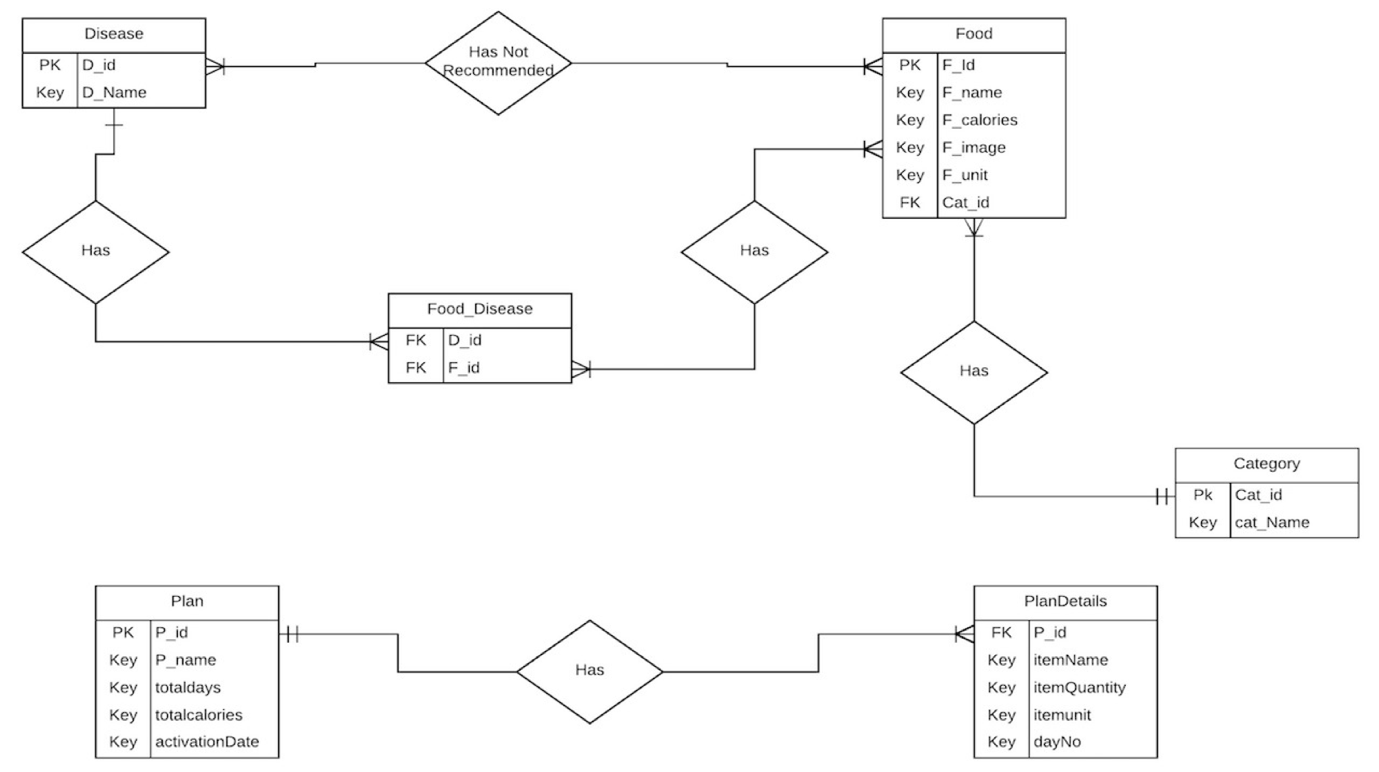 Disease
PK D_id
Key D_Name
Has Not
Recommended
Food
PK F_Id
Key F_name
Key F_calories
Key F_image
Key F_unit
FK Cat_id
Has
Has
Food_Disease
FK D_id
FK F_id
Has
Category
Pk Cat_id
Key cat_Name
Plan
PK P_id
Key P_name
Key totaldays
Key totalcalories
Key activationDate
Has
PlanDetails
FK P_id
Key itemName
Key itemQuantity
Key itemunit
Key dayNo